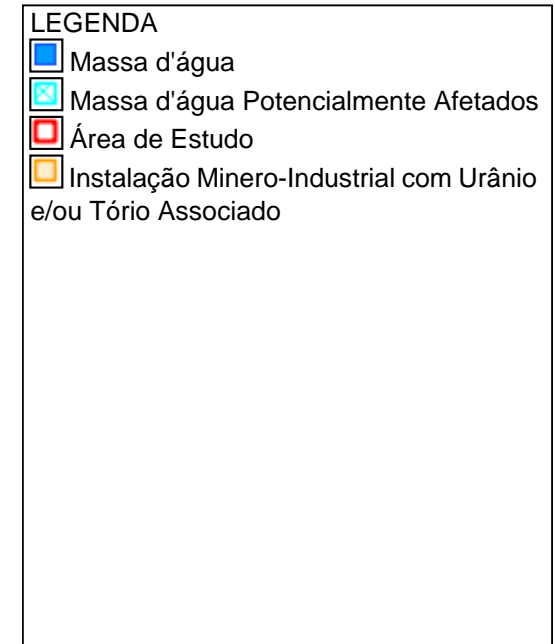 LEGENDA
Massa d'água
Massa d'água Potencialmente Afetados
Área de Estudo
Instalação Minero-Industrial com Urânio
e/ou Tório Associado